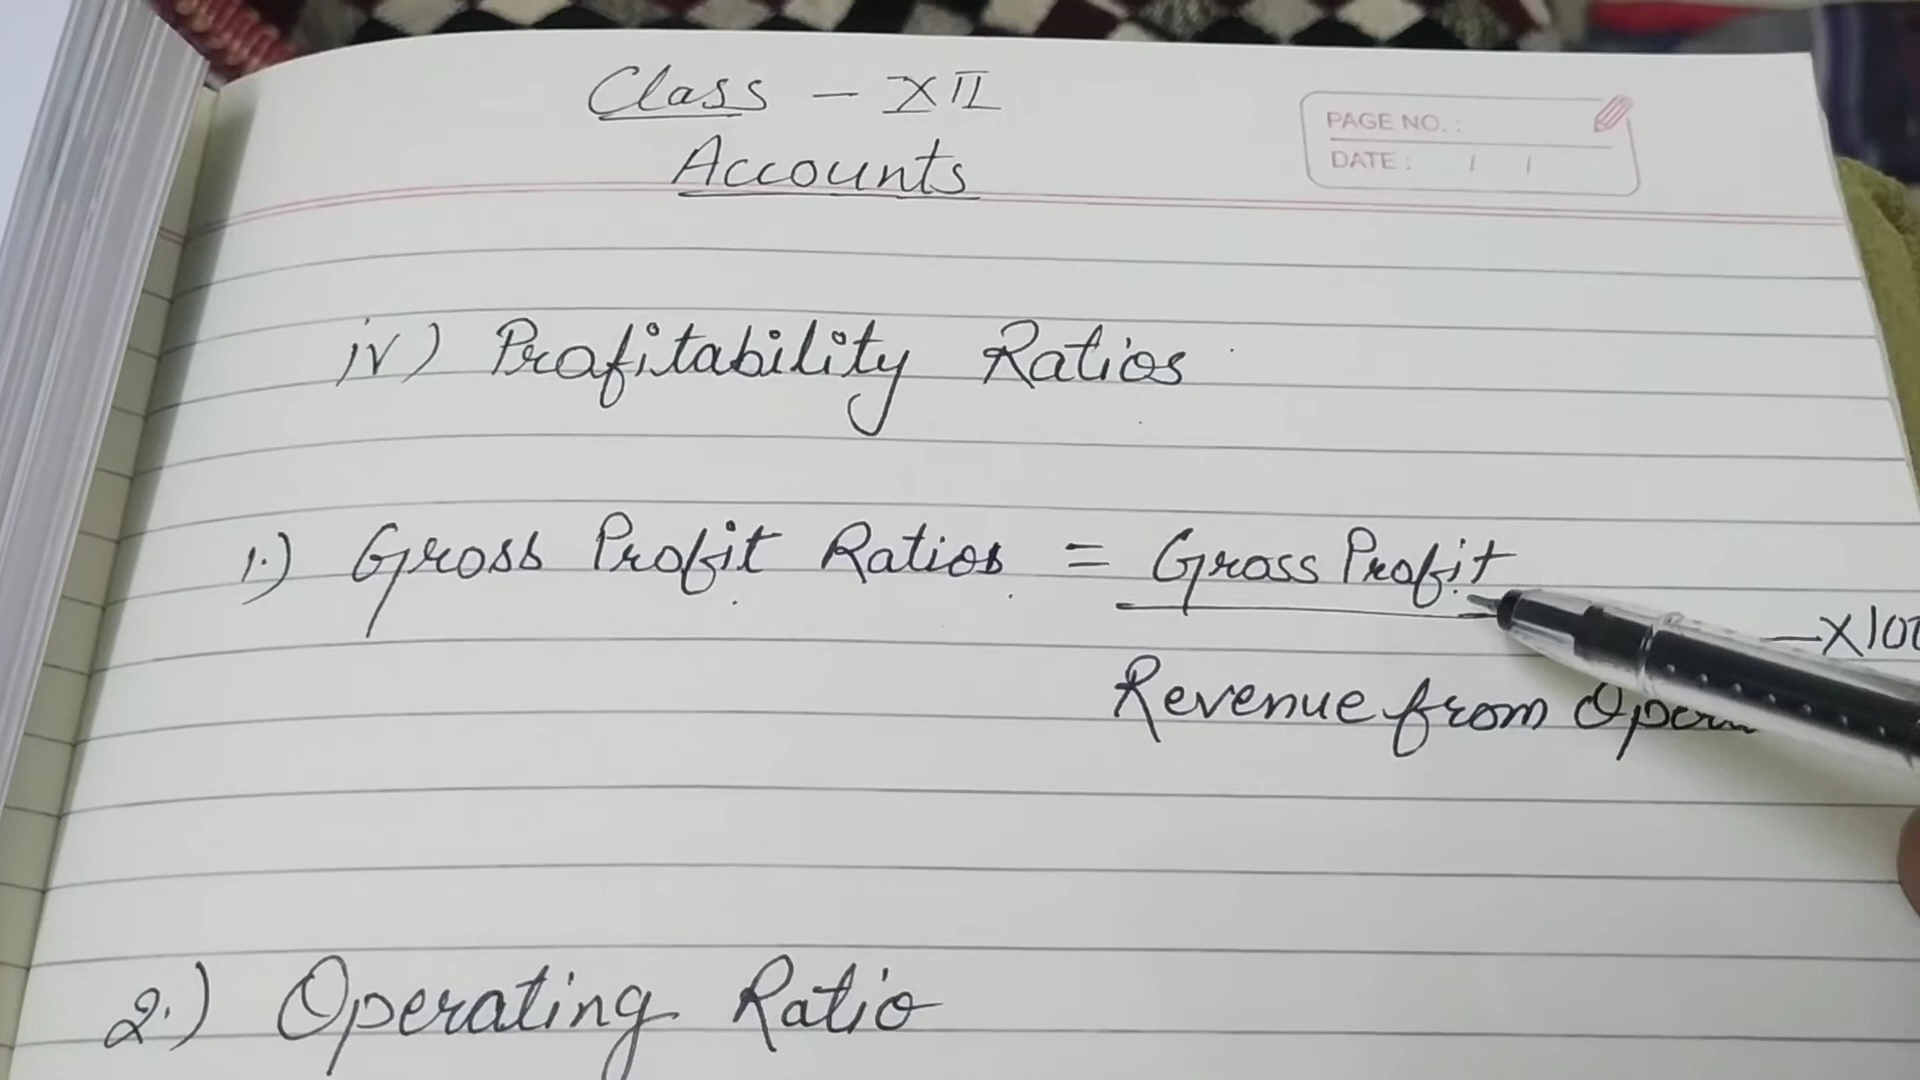 Class - XII
Accounts
PAGE NO. :
DATE : / /
iv) Profitability Ratios
1.) Gross Profit Ratios = Gross Profit
Revenue from
2.) Operating Ratio